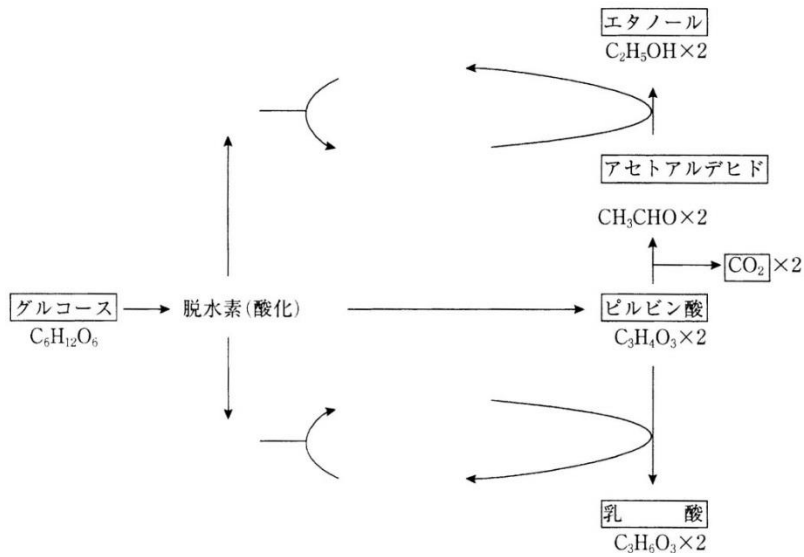 エタノール
C₂H₅OH×2
アセトアルデヒド
CH₃CHO×2
CO₂ ×2
グルコース
脱水素(酸化)
ピルビン酸
C₆H₁₂O₆
C₃H₄O₃×2
乳　　酸
C₃H₆O₃×2